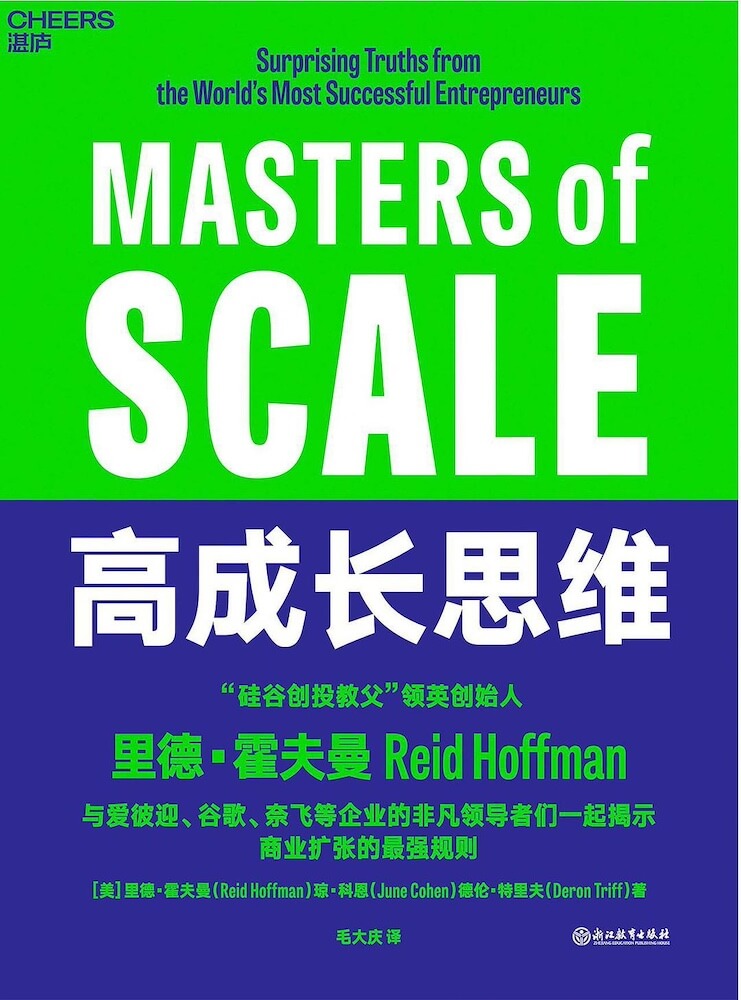 CHEERS
湛庐
Surprising Truths from
the World's Most Successful Entrepreneurs
MASTERS of
SCALE
高成长思维
“硅谷创投教父”领英创始人
里德·霍夫曼 Reid Hoffman
与爱彼迎、谷歌、奈飞等企业的非凡领导者们一起揭示
商业扩张的最强规则
[美]里德·霍夫曼(Reid Hoffman)琼·科恩(June Cohen)德伦·特里夫(Deron Triff)著
毛大庆 译
浙江教育出版社
ZHEJIANG EDUCATION PUBLISHING HOUSE